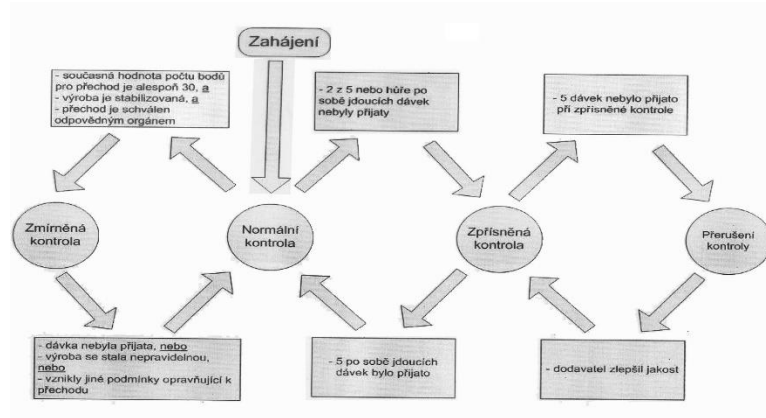 Zahájení
- současná hodnota počtu bodů
pro přechod je alespoň 30, a
- výroba je stabilizovaná, a
- přechod je schválen
odpovědným orgánem
- 2 z 5 nebo hůře po
sobě jdoucích dávek
nebyly přijaty
- 5 dávek nebylo přijato
při zpřísněné kontrole
Zmírněná
kontrola
Normální
kontrola
Zpřísněná
kontrola
Přerušení
kontroly
- dávka nebyla přijata, nebo
- výroba se stala nepravidelnou,
nebo
- vznikly jiné podmínky opravňující k
přechodu
- 5 po sobě jdoucích
dávek bylo přijato
- dodavatel zlepšil jakost